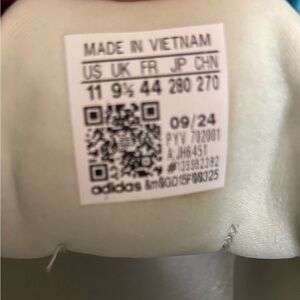 MADE IN VIETNAM
US UK FR JP CHN
11 9½ 44 280 270
09/24
PYV 702001
A:JH6451
adidas